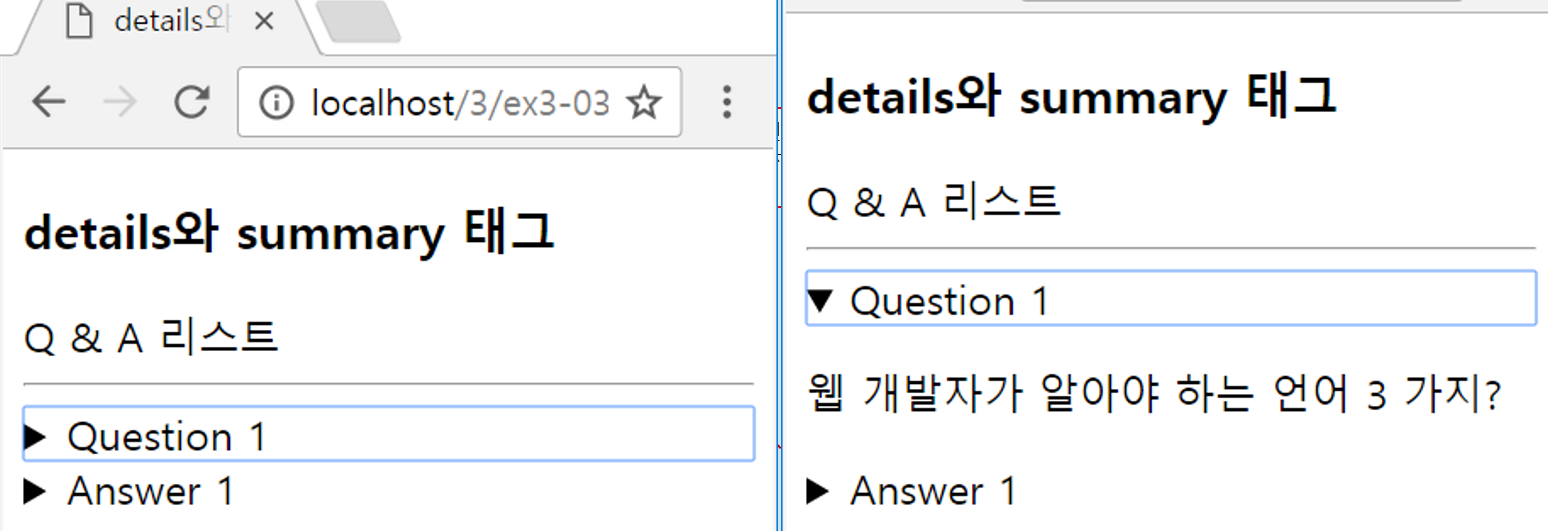 details와
localhost/3/ex3-03
details와 summary 태그
Q & A 리스트
Question 1
Answer 1
details와 summary 태그
Q & A 리스트
Question 1
웹 개발자가 알아야 하는 언어 3 가지?
Answer 1